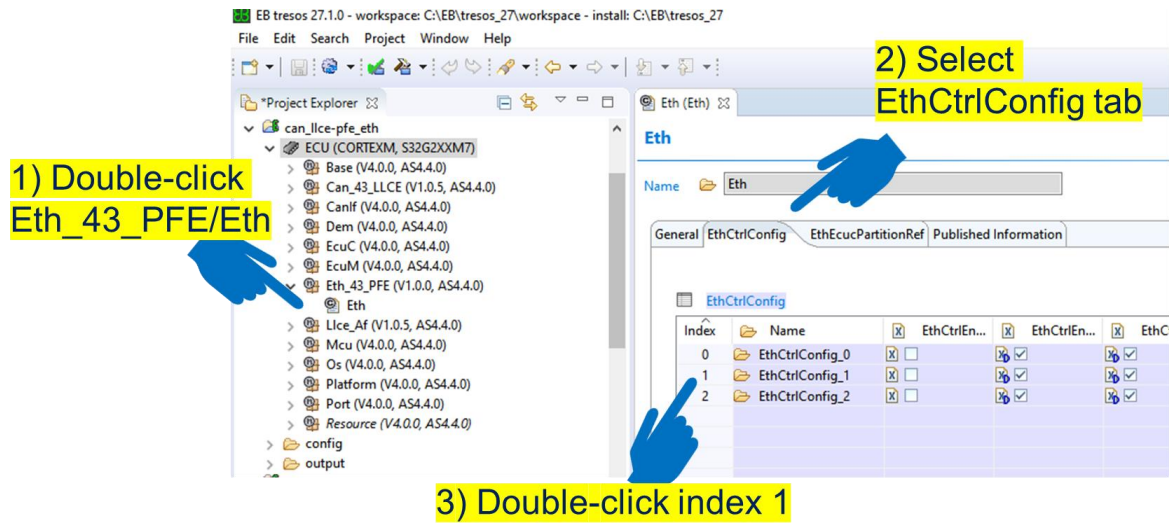 EB tresos 27.1.0 - workspace: C:\EB\tresos_27\workspace - install: C:\EB\tresos_27
File Edit Search Project Window Help
2) Select
EthCtrlConfig tab
*Project Explorer
Eth (Eth)
can_llce-pfe_eth
ECU (CORTEXM, S32G2XXM7)
Eth
Base (V4.0.0, AS4.4.0)
1) Double-click
Eth_43_PFE/Eth
Can_43_LLCE (V1.0.5, AS4.4.0)
Name Eth
CanIf (V4.0.0, AS4.4.0)
Dem (V4.0.0, AS4.4.0)
General EthCtrlConfig EthEcucPartitionRef Published Information
EcuC (V4.0.0, AS4.4.0)
EcuM (V4.0.0, AS4.4.0)
Eth_43_PFE (V1.0.0, AS4.4.0)
Eth
EthCtrlConfig
Llce_Af (V1.0.5, AS4.4.0)
Index Name EthCtrlEn... EthCtrlEn... EthC
Mcu (V4.0.0, AS4.4.0)
0 EthCtrlConfig_0
Os (V4.0.0, AS4.4.0)
1 EthCtrlConfig_1
Platform (V4.0.0, AS4.4.0)
2 EthCtrlConfig_2
Port (V4.0.0, AS4.4.0)
Resource (V4.0.0, AS4.4.0)
config
output
3) Double-click index 1